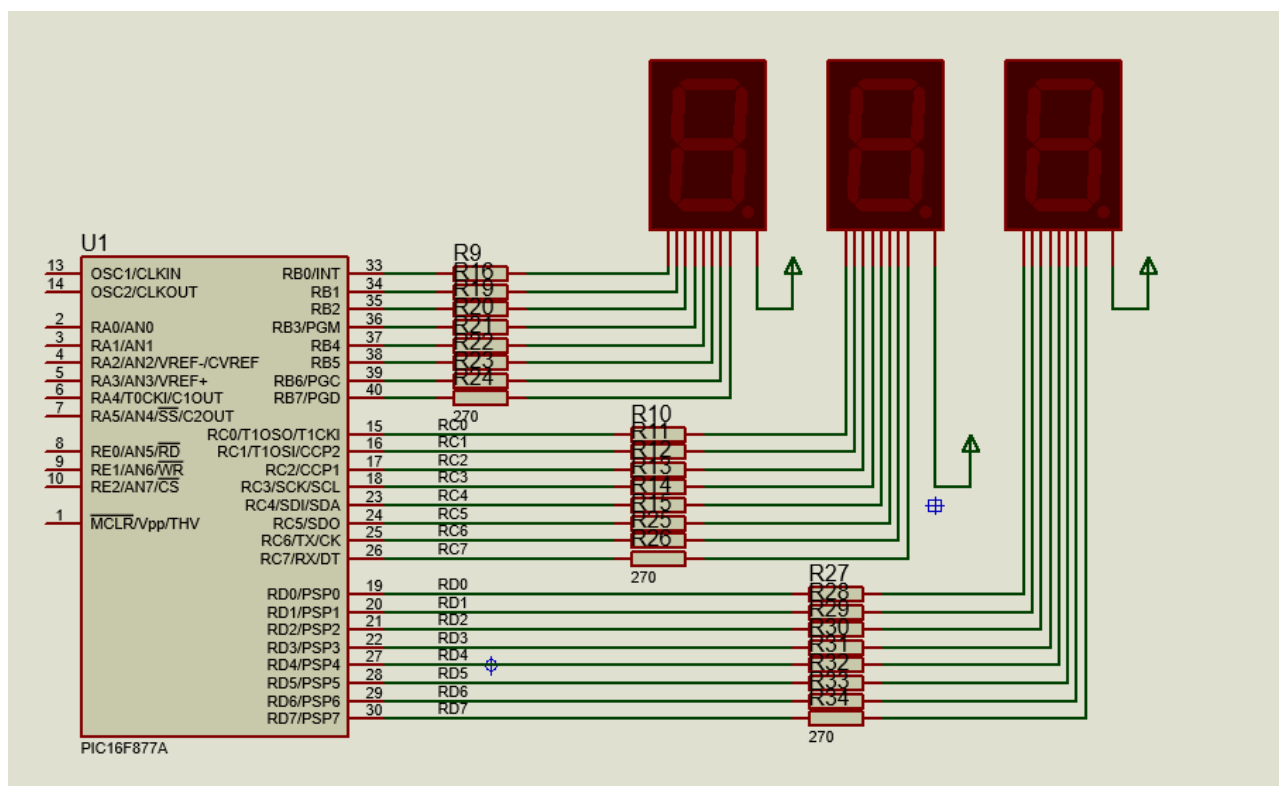 U1
13 OSC1/CLKIN
14 OSC2/CLKOUT
2 RA0/AN0
3 RA1/AN1
4 RA2/AN2/VREF-/CVREF
5 RA3/AN3/VREF+
6 RA4/T0CKI/C1OUT
7 RA5/AN4/SS/C2OUT
8 RE0/AN5/RD
9 RE1/AN6/WR
10 RE2/AN7/CS
1 MCLR/Vpp/THV
RB0/INT 33
RB1 34
RB2 35
RB3/PGM 36
RB4 37
RB5 38
RB6/PGC 39
RB7/PGD 40
RC0/T1OSO/T1CKI 15 RC0
RC1/T1OSI/CCP2 16 RC1
RC2/CCP1 17 RC2
RC3/SCK/SCL 18 RC3
RC4/SDI/SDA 23 RC4
RC5/SDO 24 RC5
RC6/TX/CK 25 RC6
RC7/RX/DT 26 RC7
RD0/PSP0 19 RD0
RD1/PSP1 20 RD1
RD2/PSP2 21 RD2
RD3/PSP3 22 RD3
RD4/PSP4 27 RD4
RD5/PSP5 28 RD5
RD6/PSP6 29 RD6
RD7/PSP7 30 RD7
PIC16F877A
R9
R16
R19
R20
R21
R22
R23
R24
270
R10
R11
R12
R13
R14
R15
R25
R26
270
R27
R28
R29
R30
R31
R32
R33
R34
270